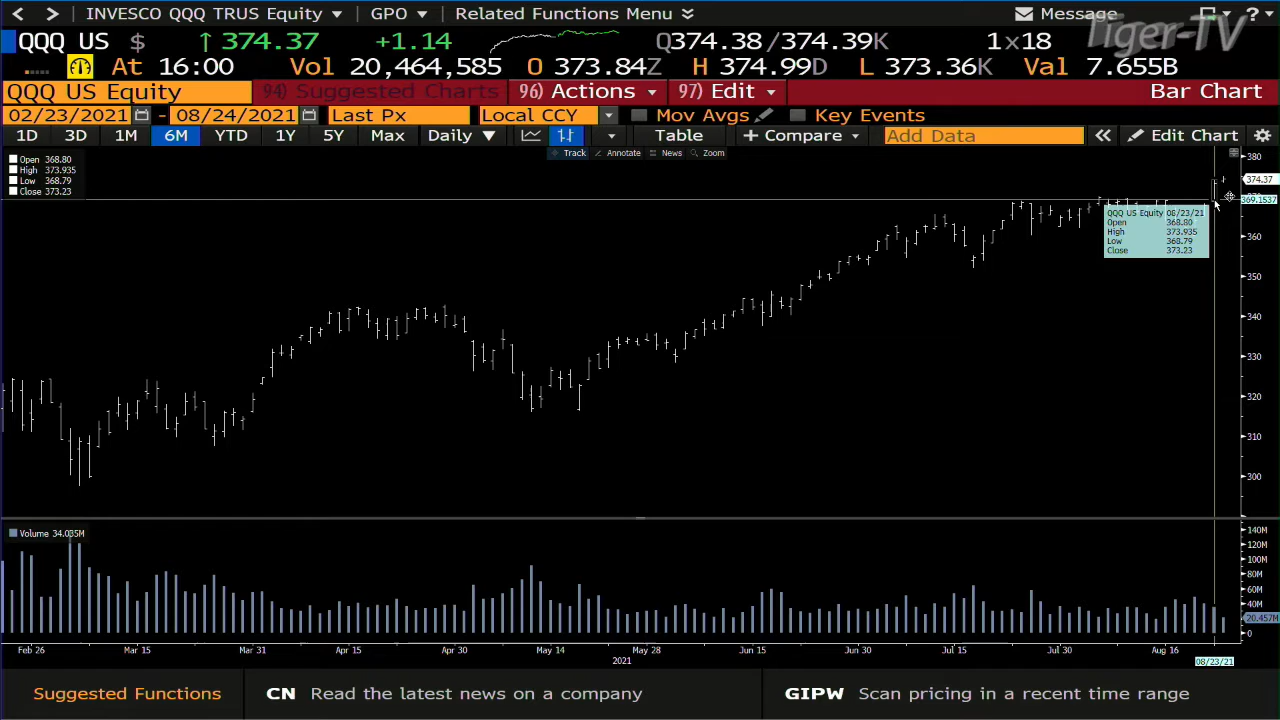 INVESCO QQQ TRUS Equity GPO Related Functions Menu Message ?
Tiger-TV
QQQ US $ ↑ 374.37 +1.14 Q374.38 /374.39K 1x18
At 16:00 Vol 20,464,585 O 373.84Z H 374.99D L 373.36K Val 7.655B
QQQ US Equity 94) Suggested Charts 96) Actions 97) Edit Bar Chart
02/23/2021 - 08/24/2021 Last Px Local CCY Mov Avgs Key Events
1D 3D 1M 6M YTD 1Y 5Y Max Daily ▼ Table + Compare Add Data « Edit Chart
Track Annotate News Zoom
Open 368.80
High 373.935
Low 368.79
Close 373.23
380
374.37
369.1537
QQQ US Equity 08/23/21
Open 368.80
High 373.935
Low 368.79
Close 373.23
360
350
340
330
320
310
300
Volume 34.035M
140M
120M
100M
80M
60M
40M
20.457M
0
Feb 26 Mar 15 Mar 31 Apr 15 Apr 30 May 14 May 28 Jun 15 Jun 30 Jul 15 Jul 30 Aug 16
2021 08/23/21
Suggested Functions CN Read the latest news on a company GIPW Scan pricing in a recent time range